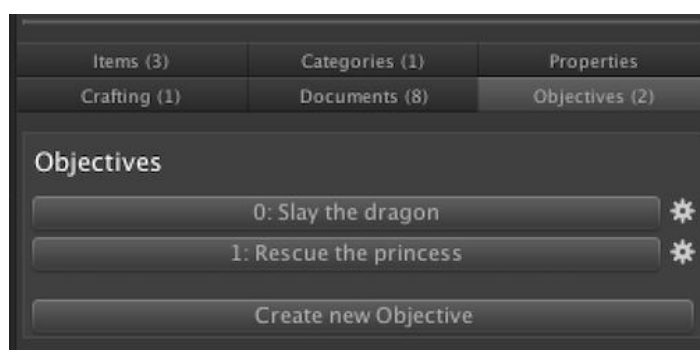 Items (3) Categories (1) Properties
Crafting (1) Documents (8) Objectives (2)
Objectives
0: Slay the dragon
1: Rescue the princess
Create new Objective